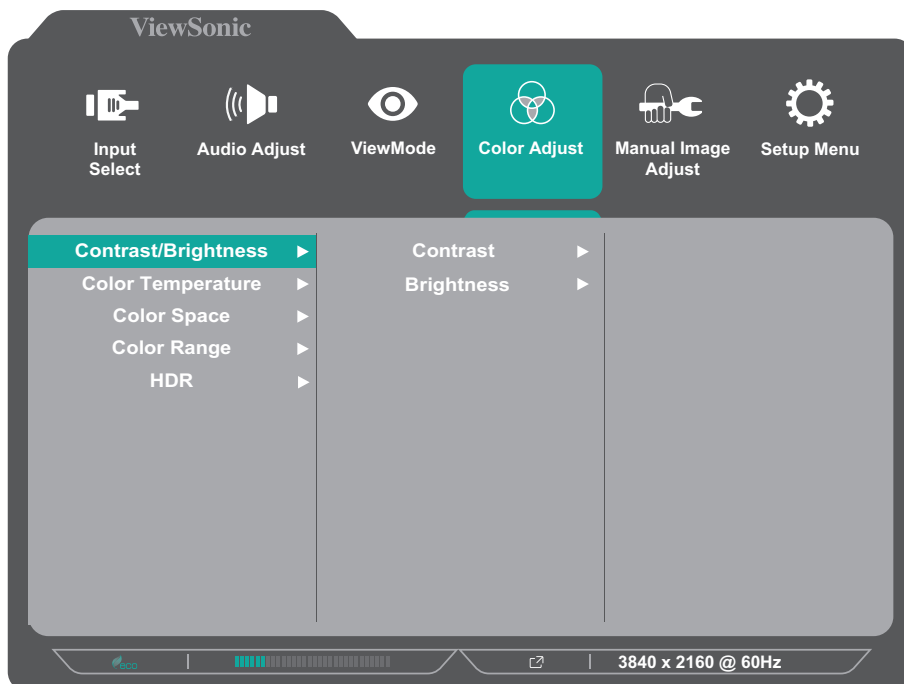 ViewSonic
Input Select
Audio Adjust
ViewMode
Color Adjust
Manual Image Adjust
Setup Menu
Contrast/Brightness
Contrast
Color Temperature
Brightness
Color Space
Color Range
HDR
eco
3840 x 2160 @ 60Hz